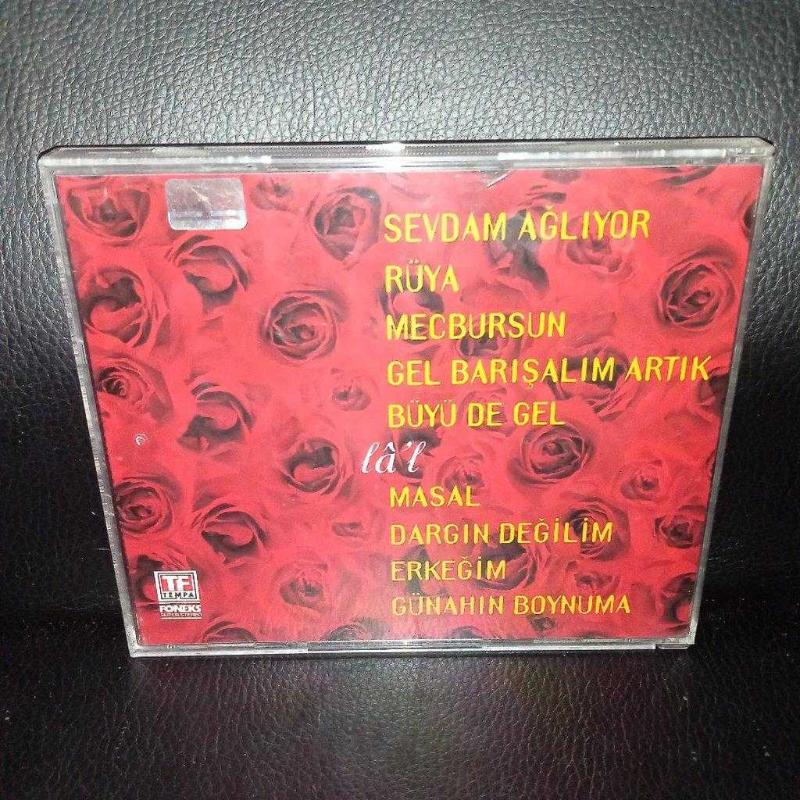 SEVDAM AĞLIYOR
RÜYA
MECBURSUN
GEL BARIŞALIM ARTIK
BÜYÜ DE GEL
lâ'l
MASAL
DARGIN DEĞİLİM
ERKEĞİM
GÜNAHIN BOYNUMA
TF
TEMPA
FONEKS